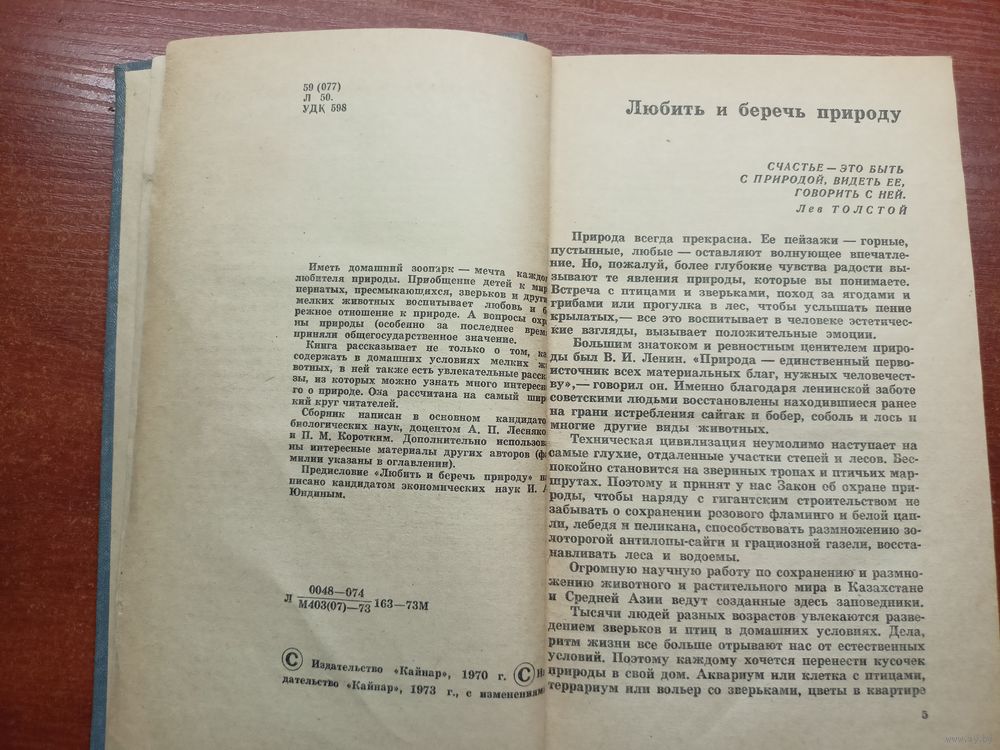 59 (077)
Л 50.
УДК 598
Иметь домашний зоопарк — мечта
любителя природы. Приобщение детей к
пернатых, пресмыкающихся, зверьков и
мелких животных воспитывает любовь и
режное отношение к природе. А вопросы
ны природы (особенно за последнее
приняли общегосударственное значение.
Книга рассказывает не только о том,
содержать в домашних условиях мелких
вотных, в ней также есть увлекательные
зы, из которых можно узнать много
го о природе. Она рассчитана на самый
кий круг читателей.
Сборник написан в основном
биологических наук, доцентом А. П.
и П. М. Коротким. Дополнительно
ны интересные материалы других авторов
милии указаны в оглавлении).
Предисловие «Любить и беречь природу»
писано кандидатом экономических наук И.
Юндиным.
0048—074
Л М403(07)—73 163—73М
© Издательство «Кайнар», 1970 г. ©
дательство «Кайнар», 1973 г., с
Любить и беречь природу
СЧАСТЬЕ — ЭТО БЫТЬ
С ПРИРОДОЙ, ВИДЕТЬ ЕЕ,
ГОВОРИТЬ С НЕЙ.
Лев ТОЛСТОЙ
Природа всегда прекрасна. Ее пейзажи — горные,
пустынные, любые — оставляют волнующее впечатле-
ние. Но, пожалуй, более глубокие чувства радости вы-
зывают те явления природы, которые вы понимаете.
Встреча с птицами и зверьками, поход за ягодами и
грибами или прогулка в лес, чтобы услышать пение
крылатых,— все это воспитывает в человеке эстетичес-
кие взгляды, вызывает положительные эмоции.
Большим знатоком и ревностным ценителем приро-
ды был В. И. Ленин. «Природа — единственный перво-
источник всех материальных благ, нужных человечест-
ву»,— говорил он. Именно благодаря ленинской заботе
советскими людьми восстановлены находившиеся ранее
на грани истребления сайгак и бобер, соболь и лось и
многие другие виды животных.
Техническая цивилизация неумолимо наступает на
самые глухие, отдаленные участки степей и лесов. Бес-
покойно становится на звериных тропах и птичьих мар-
шрутах. Поэтому и принят у нас Закон об охране при-
роды, чтобы наряду с гигантским строительством не
забывать о сохранении розового фламинго и белой цап-
ли, лебедя и пеликана, способствовать размножению зо-
лоторогой антилопы-сайги и грациозной газели, восста-
навливать леса и водоемы.
Огромную научную работу по сохранению и размно-
жению животного и растительного мира в Казахстане
и Средней Азии ведут созданные здесь заповедники.
Тысячи людей разных возрастов увлекаются разве-
дением зверьков и птиц в домашних условиях. Дела,
ритм жизни все больше отрывают нас от естественных
условий. Поэтому каждому хочется перенести кусочек
природы в свой дом. Аквариум или клетка с птицами,
террариум или вольер со зверьками, цветы в квартире
5